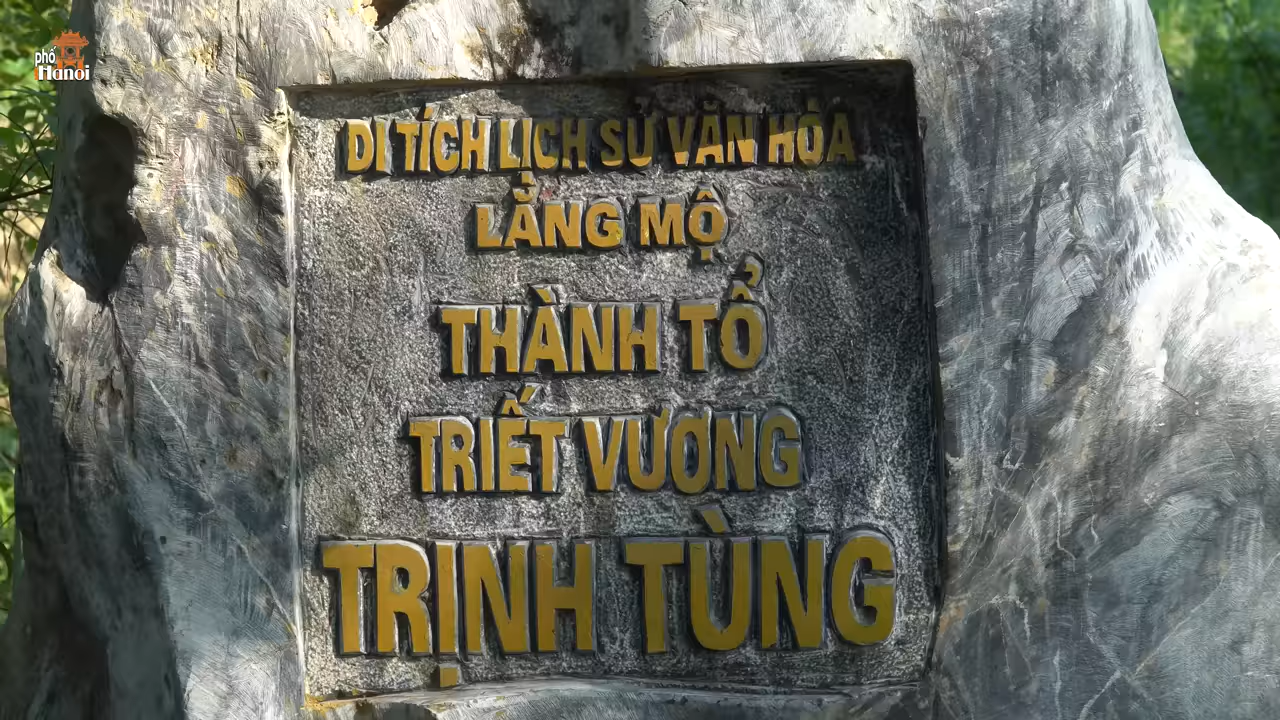 phố
Hanoi
DI TÍCH LỊCH SỬ VĂN HÓA
LĂNG MỘ
THÀNH TỔ
TRIẾT VƯƠNG
TRỊNH TÙNG